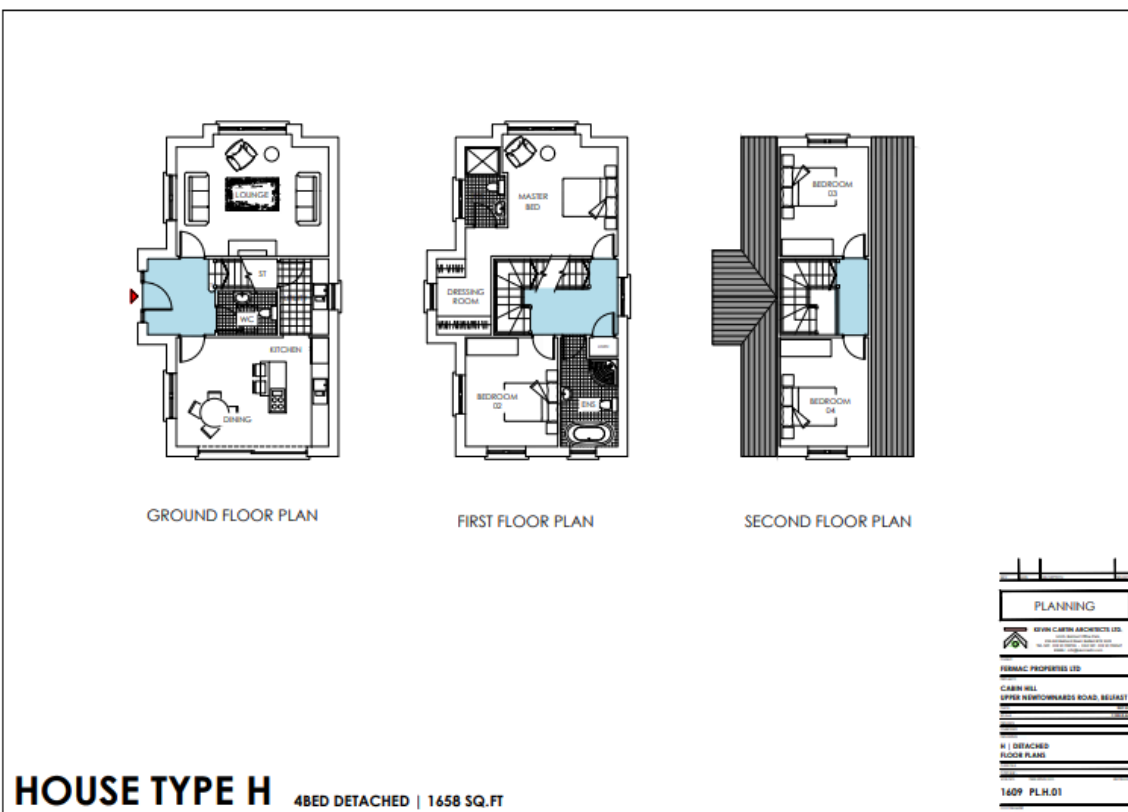 LOUNGE
ST
WC
KITCHEN
DINING
GROUND FLOOR PLAN
MASTER
BED
DRESSING
ROOM
BEDROOM
02
ENS
FIRST FLOOR PLAN
BEDROOM
03
BEDROOM
04
SECOND FLOOR PLAN
PLANNING
KEVIN CARTIN ARCHITECTS LTD.
FERMAC PROPERTIES LTD
CABIN HILL
UPPER NEWTOWNARDS ROAD, BELFAST
H | DETACHED
FLOOR PLANS
1609 PL.H.01
HOUSE TYPE H
4BED DETACHED | 1658 SQ.FT